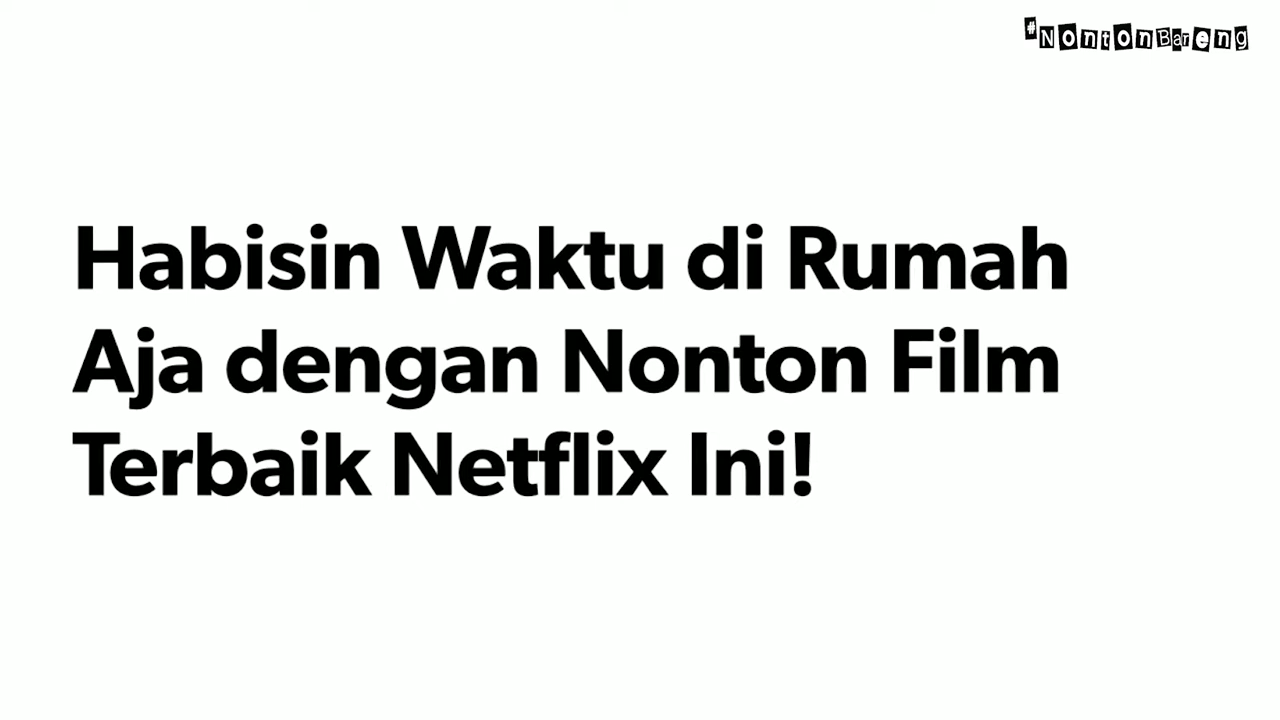 #NontonBareng
Habisin Waktu di Rumah
Aja dengan Nonton Film
Terbaik Netflix Ini!